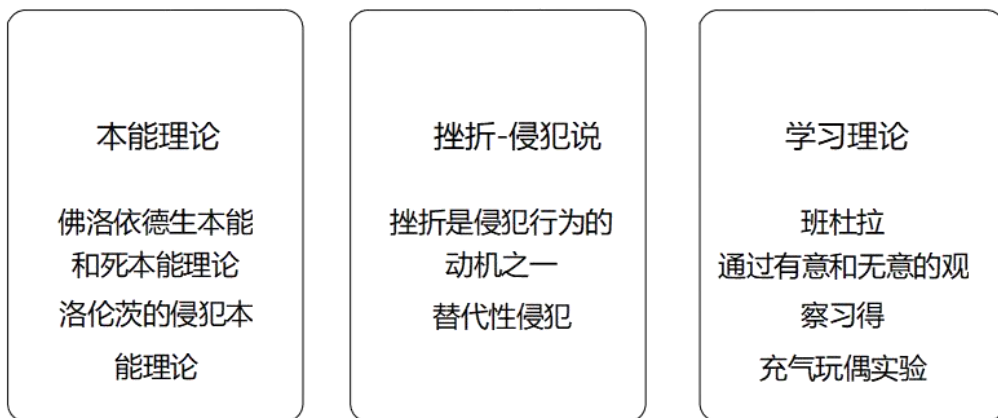 本能理论
佛洛依德生本能
和死本能理论
洛伦茨的侵犯本
能理论
挫折-侵犯说
挫折是侵犯行为的
动机之一
替代性侵犯
学习理论
班杜拉
通过有意和无意的观
察习得
充气玩偶实验